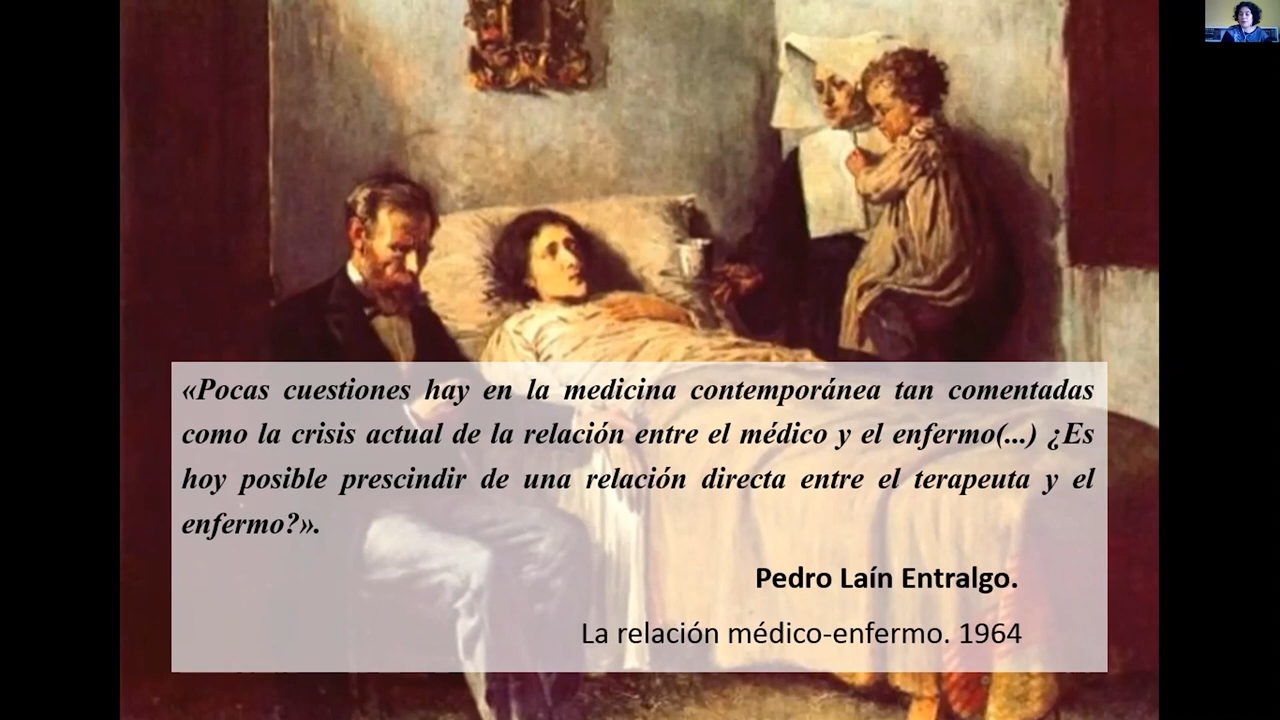 «Pocas cuestiones hay en la medicina contemporánea tan comentadas
como la crisis actual de la relación entre el médico y el enfermo(...) ¿Es
hoy posible prescindir de una relación directa entre el terapeuta y el
enfermo?».
Pedro Laín Entralgo.
La relación médico-enfermo. 1964